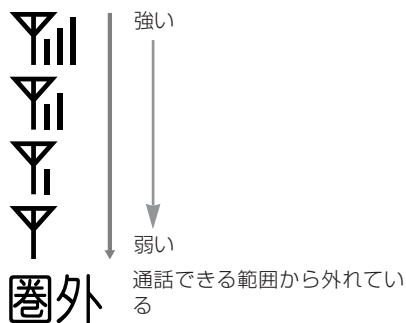 強い
弱い
圏外
通話できる範囲から外れてい
る